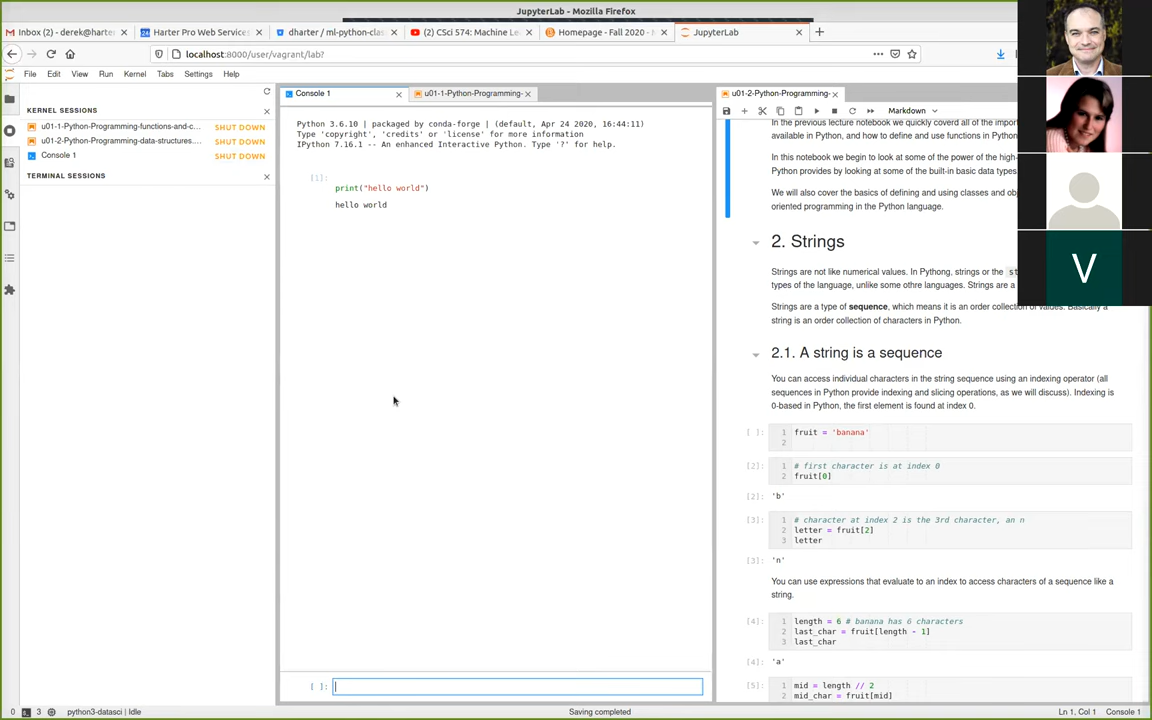 JupyterLab - Mozilla Firefox
Inbox (2) - derek@harte
Harter Pro Web Services
dharter / ml-python-clas
(2) CSci 574: Machine Le
Homepage - Fall 2020 -
JupyterLab
localhost:8000/user/vagrant/lab?
File Edit View Run Kernel Tabs Settings Help
KERNEL SESSIONS
u01-1-Python-Programming-functions-and-c... SHUT DOWN
u01-2-Python-Programming-data-structures.... SHUT DOWN
Console 1 SHUT DOWN
TERMINAL SESSIONS
Console 1
u01-1-Python-Programming-
Python 3.6.10 | packaged by conda-forge | (default, Apr 24 2020, 16:44:11)
Type 'copyright', 'credits' or 'license' for more information
IPython 7.16.1 -- An enhanced Interactive Python. Type '?' for help.
[1]:
print("hello world")
hello world
[ ]:
u01-2-Python-Programming-
Markdown
In the previous lecture notebook we quickly coverd all of the impor
available in Python, and how to define and use functions in Python
In this notebook we begin to look at some of the power of the high-
Python provides by looking at some of the built-in basic data types
We will also cover the basics of defining and using classes and obj
oriented programming in the Python language.
2. Strings
Strings are not like numerical values. In Pythong, strings or the st
types of the language, unlike some othre languages. Strings are a
Strings are a type of sequence, which means it is an order collection of values. Basically a
string is an order collection of characters in Python.
2.1. A string is a sequence
You can access individual characters in the string sequence using an indexing operator (all
sequences in Python provide indexing and slicing operations, as we will discuss). Indexing is
0-based in Python, the first element is found at index 0.
[ ]: 1 fruit = 'banana'
2
[2]: 1 # first character is at index 0
2 fruit[0]
[2]: 'b'
[3]: 1 # character at index 2 is the 3rd character, an n
2 letter = fruit[2]
3 letter
[3]: 'n'
You can use expressions that evaluate to an index to access characters of a sequence like a
string.
[4]: 1 length = 6 # banana has 6 characters
2 last_char = fruit[length - 1]
3 last_char
[4]: 'a'
[5]: 1 mid = length // 2
2 mid_char = fruit[mid]
V
0 3 python3-datasci | Idle
Saving completed
Ln 1, Col 1 Console 1